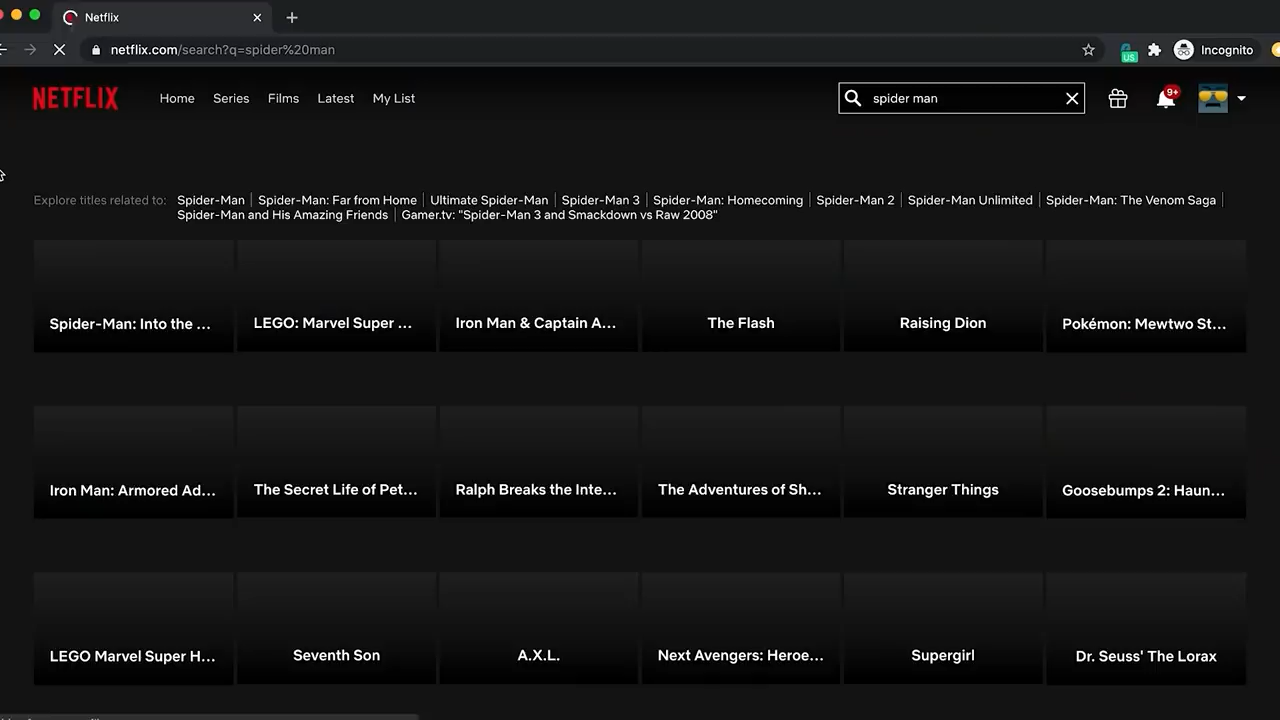 Netflix
netflix.com/search?q=spider%20man
US
Incognito
NETFLIX
Home
Series
Films
Latest
My List
spider man
9+
Explore titles related to: Spider-Man | Spider-Man: Far from Home | Ultimate Spider-Man | Spider-Man 3 | Spider-Man: Homecoming | Spider-Man 2 | Spider-Man Unlimited | Spider-Man: The Venom Saga |
Spider-Man and His Amazing Friends | Gamer.tv: "Spider-Man 3 and Smackdown vs Raw 2008"
Spider-Man: Into the ...
LEGO: Marvel Super ...
Iron Man & Captain A...
The Flash
Raising Dion
Pokémon: Mewtwo St...
Iron Man: Armored Ad...
The Secret Life of Pet...
Ralph Breaks the Inte...
The Adventures of Sh...
Stranger Things
Goosebumps 2: Haun...
LEGO Marvel Super H...
Seventh Son
A.X.L.
Next Avengers: Heroe...
Supergirl
Dr. Seuss' The Lorax